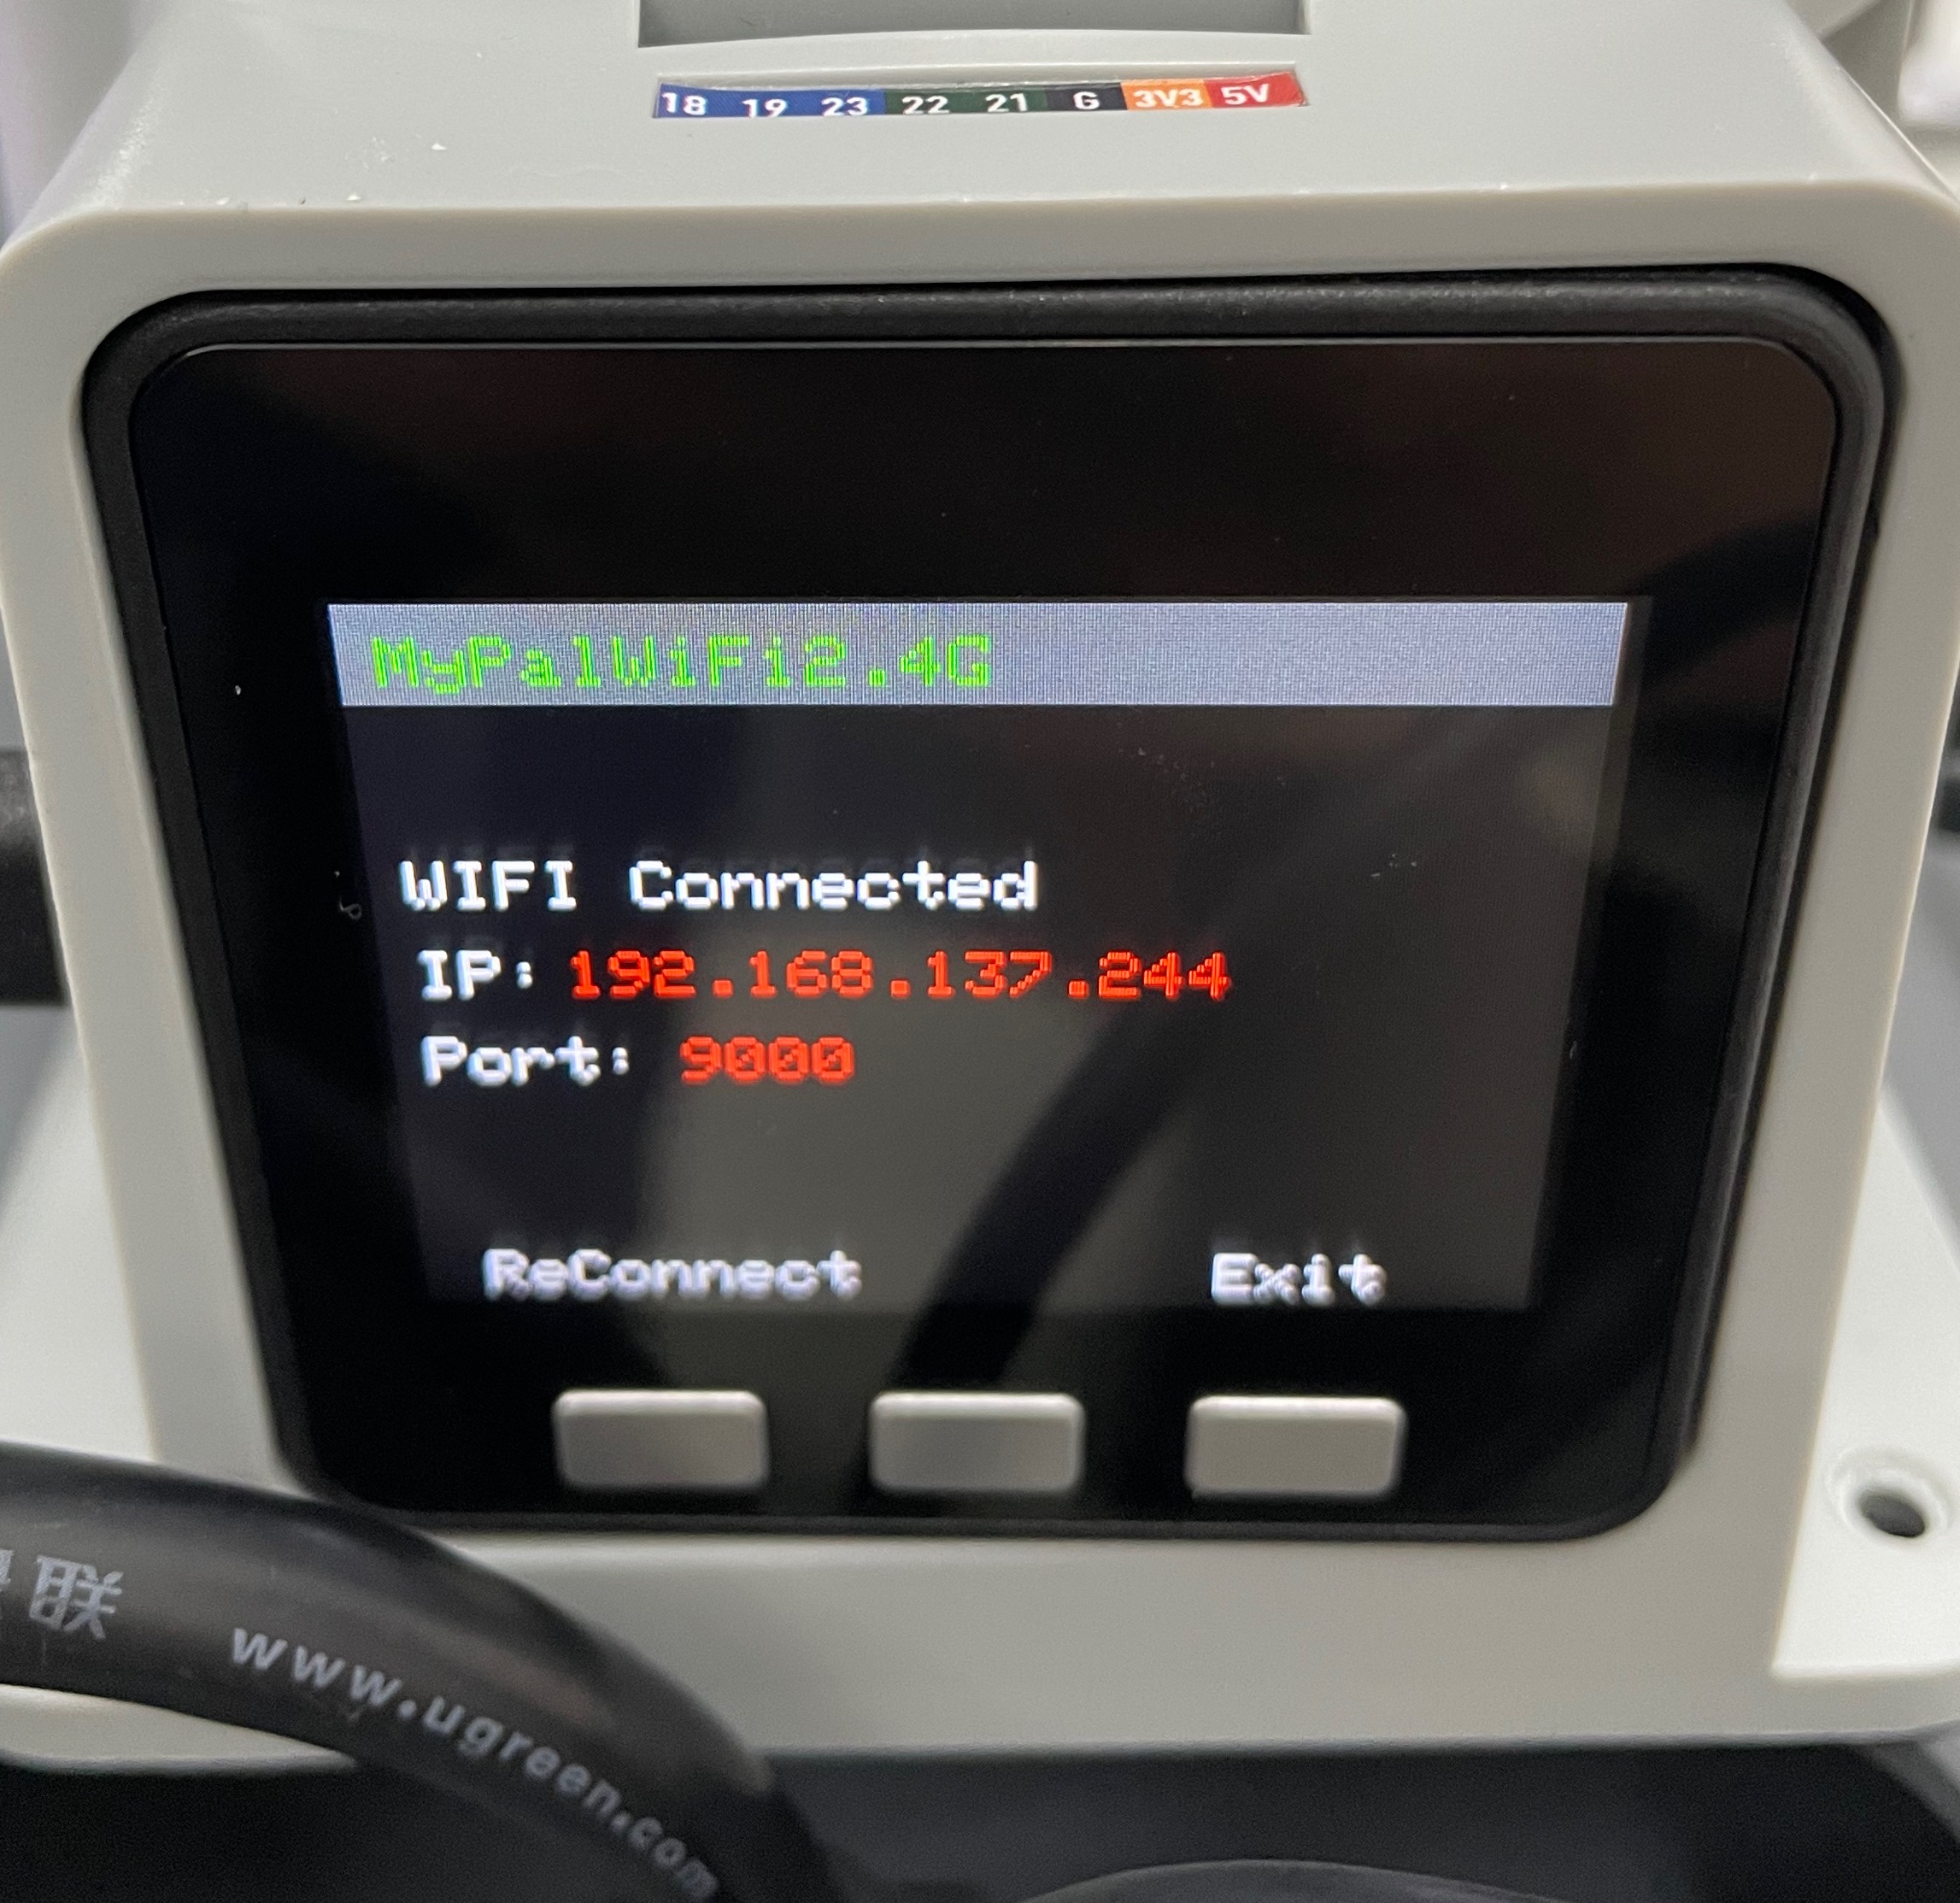 18 19 23 22 21 G 3V3 5V
MyPalWiFi2.4G
WIFI Connected
IP: 192.168.137.244
Port: 9000
ReConnect Exit
联 www.ugreen.com